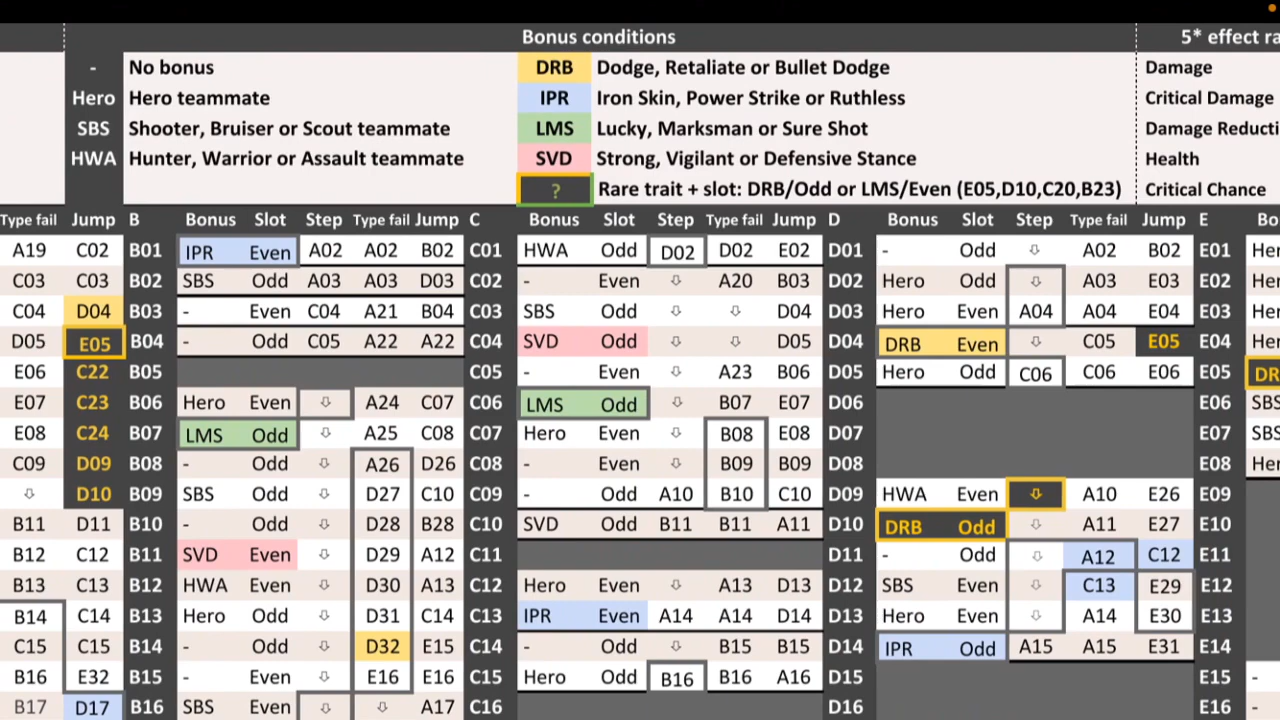 Bonus conditions 5* effect ra
- No bonus DRB Dodge, Retaliate or Bullet Dodge Damage
Hero Hero teammate IPR Iron Skin, Power Strike or Ruthless Critical Damage
SBS Shooter, Bruiser or Scout teammate LMS Lucky, Marksman or Sure Shot Damage Reducti
HWA Hunter, Warrior or Assault teammate SVD Strong, Vigilant or Defensive Stance Health
? Rare trait + slot: DRB/Odd or LMS/Even (E05,D10,C20,B23) Critical Chance
Type fail Jump B Bonus Slot Step Type fail Jump C Bonus Slot Step Type fail Jump D Bonus Slot Step Type fail Jump E Bo
A19 C02 B01 IPR Even A02 A02 B02 C01 HWA Odd D02 D02 E02 D01 - Odd ⇩ A02 B02 E01 Her
C03 C03 B02 SBS Odd A03 A03 D03 C02 - Even ⇩ A20 B03 D02 Hero Odd ⇩ A03 E03 E02 Her
C04 D04 B03 - Even C04 A21 B04 C03 SBS Odd ⇩ ⇩ D04 D03 Hero Even A04 A04 E04 E03 Her
D05 E05 B04 - Odd C05 A22 A22 C04 SVD Odd ⇩ ⇩ D05 D04 DRB Even ⇩ C05 E05 E04 Her
E06 C22 B05 C05 - Even ⇩ A23 B06 D05 Hero Odd C06 C06 E06 E05 DR
E07 C23 B06 Hero Even ⇩ A24 C07 C06 LMS Odd ⇩ B07 E07 D06 E06 SBS
E08 C24 B07 LMS Odd ⇩ A25 C08 C07 Hero Even ⇩ B08 E08 D07 E07 SBS
C09 D09 B08 - Odd ⇩ A26 D26 C08 - Even ⇩ B09 B09 D08 E08 Her
⇩ D10 B09 SBS Odd ⇩ D27 C10 C09 - Odd A10 B10 C10 D09 HWA Even ⇩ A10 E26 E09
B11 D11 B10 - Odd ⇩ D28 B28 C10 SVD Odd B11 B11 A11 D10 DRB Odd ⇩ A11 E27 E10
B12 C12 B11 SVD Even ⇩ D29 A12 C11 D11 - Odd ⇩ A12 C12 E11
B13 C13 B12 HWA Even ⇩ D30 A13 C12 Hero Even ⇩ A13 D13 D12 SBS Even ⇩ C13 E29 E12
B14 C14 B13 Hero Odd ⇩ D31 C14 C13 IPR Even A14 A14 D14 D13 Hero Even ⇩ A14 E30 E13
C15 C15 B14 - Odd ⇩ D32 E15 C14 - Odd ⇩ B15 B15 D14 IPR Odd A15 A15 E31 E14
B16 E32 B15 - Even ⇩ E16 E16 C15 Hero Odd B16 B16 A16 D15 E15 -
B17 D17 B16 SBS Even ⇩ ⇩ A17 C16 D16 E16 -